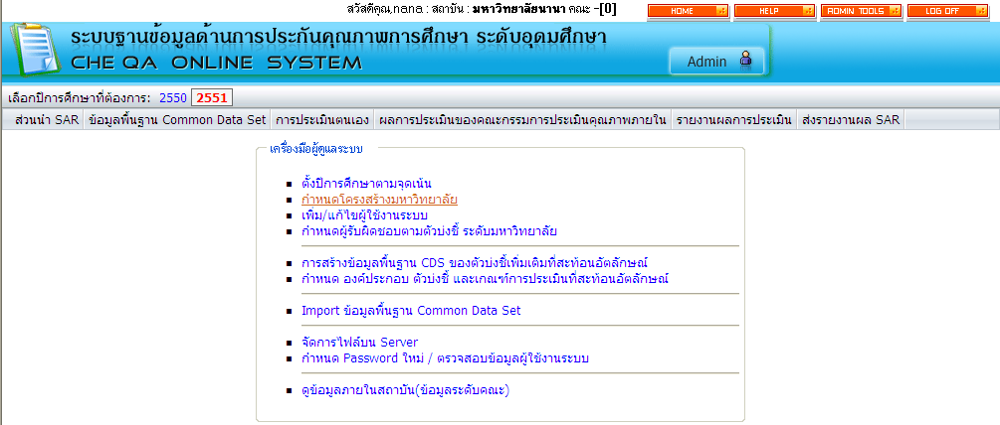 สวัสดีคุณ,nana : สถาบัน : มหาวิทยาลัยนานา คณะ -[0] HOME HELP ADMIN TOOLS LOG OFF
ระบบฐานข้อมูลด้านการประกันคุณภาพการศึกษา ระดับอุดมศึกษา
CHE QA ONLINE SYSTEM
Admin
เลือกปีการศึกษาที่ต้องการ: 2550 2551
ส่วนนำ SAR ข้อมูลพื้นฐาน Common Data Set การประเมินตนเอง ผลการประเมินของคณะกรรมการประเมินคุณภาพภายใน รายงานผลการประเมิน ส่งรายงานผล SAR
เครื่องมือผู้ดูแลระบบ
ตั้งปีการศึกษาตามจุดเน้น
กำหนดโครงสร้างมหาวิทยาลัย
เพิ่ม/แก้ไขผู้ใช้งานระบบ
กำหนดผู้รับผิดชอบตามตัวบ่งชี้ ระดับมหาวิทยาลัย
การสร้างข้อมูลพื้นฐาน CDS ของตัวบ่งชี้เพิ่มเติมที่สะท้อนอัตลักษณ์
กำหนด องค์ประกอบ ตัวบ่งชี้ และเกณฑ์การประเมินที่สะท้อนอัตลักษณ์
Import ข้อมูลพื้นฐาน Common Data Set
จัดการไฟล์บน Server
กำหนด Password ใหม่ / ตรวจสอบข้อมูลผู้ใช้งานระบบ
ดูข้อมูลภายในสถาบัน(ข้อมูลระดับคณะ)